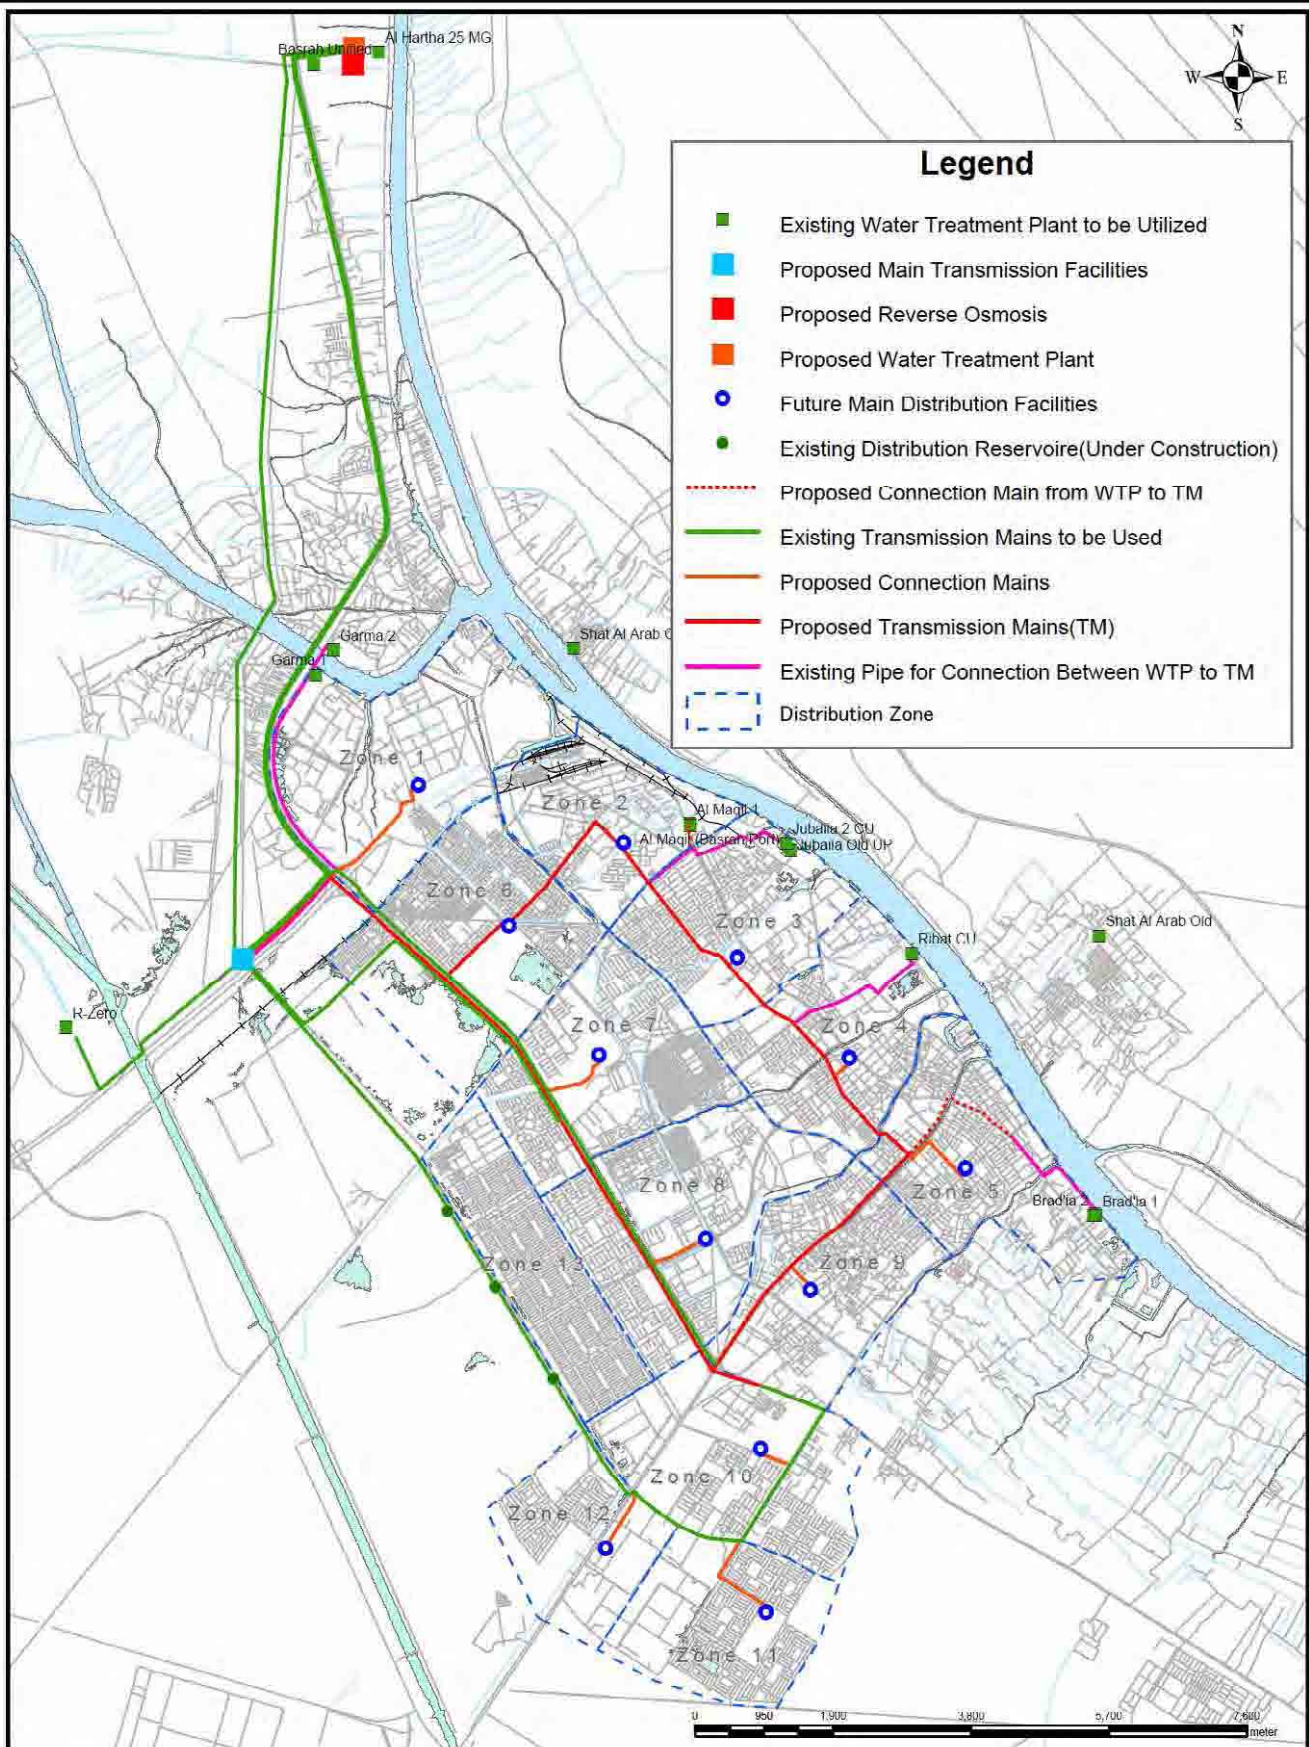 N
W E
S
Al Hartha 25 MG
Basrah Unified
Legend
Existing Water Treatment Plant to be Utilized
Proposed Main Transmission Facilities
Proposed Reverse Osmosis
Proposed Water Treatment Plant
Future Main Distribution Facilities
Existing Distribution Reservoire(Under Construction)
Proposed Connection Main from WTP to TM
Existing Transmission Mains to be Used
Proposed Connection Mains
Proposed Transmission Mains(TM)
Existing Pipe for Connection Between WTP to TM
Distribution Zone
Garma 2
Shat Al Arab
Garma 1
Zone 1
Zone 2
Al Maqil 1
Jubaila 2 CU
Al Maqil (Basrah Port)
Jubaila Old UP
Zone 6
Zone 3
Shat Al Arab Old
Ribat CU
R-Zero
Zone 7
Zone 4
Zone 8
Zone 5
Brad'ia 2
Brad'ia 1
Zone 13
Zone 9
Zone 10
Zone 12
Zone 11
0 950 1,900 3,800 5,700 7,600
meter